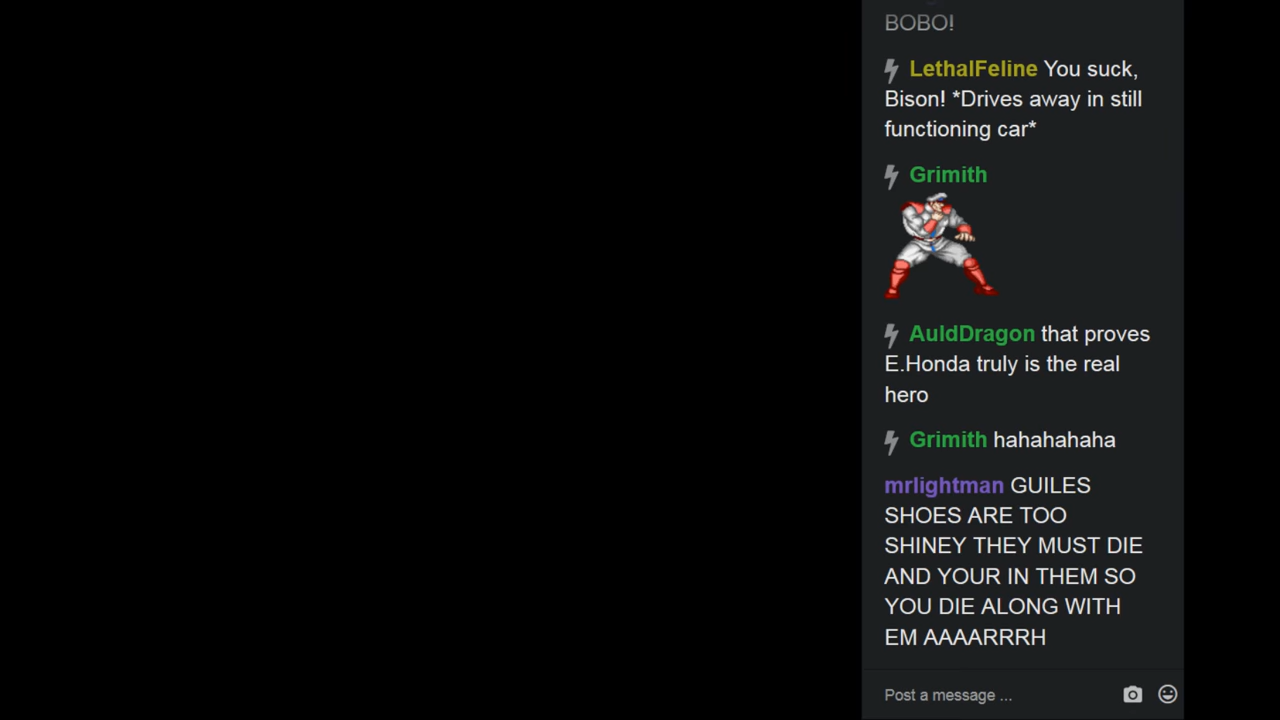 BOBO!
LethalFeline You suck,
Bison! *Drives away in still
functioning car*
Grimith
AuldDragon that proves
E.Honda truly is the real
hero
Grimith hahahahaha
mrlightman GUILES
SHOES ARE TOO
SHINEY THEY MUST DIE
AND YOUR IN THEM SO
YOU DIE ALONG WITH
EM AAAARRRH
Post a message ...